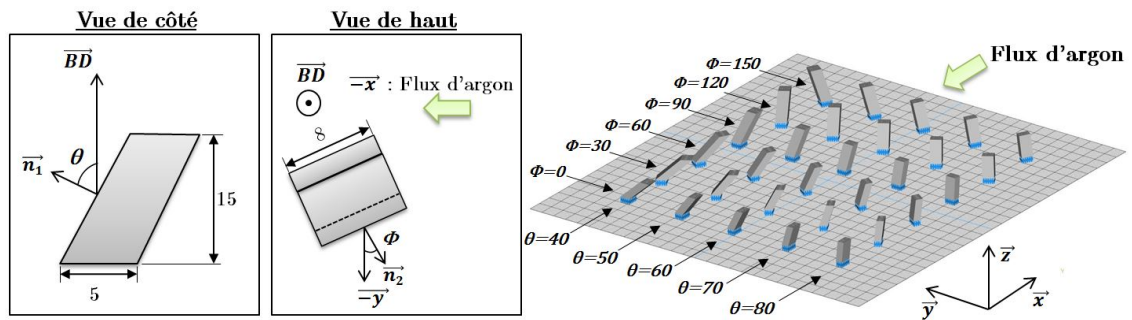 Vue de côté
BD
n₁
θ
15
5
Vue de haut
BD
−x : Flux d'argon
8
Φ
n₂
−y
Flux d'argon
Φ=150
Φ=120
Φ=90
Φ=60
Φ=30
Φ=0
θ=40
θ=50
θ=60
θ=70
θ=80
z
y
x